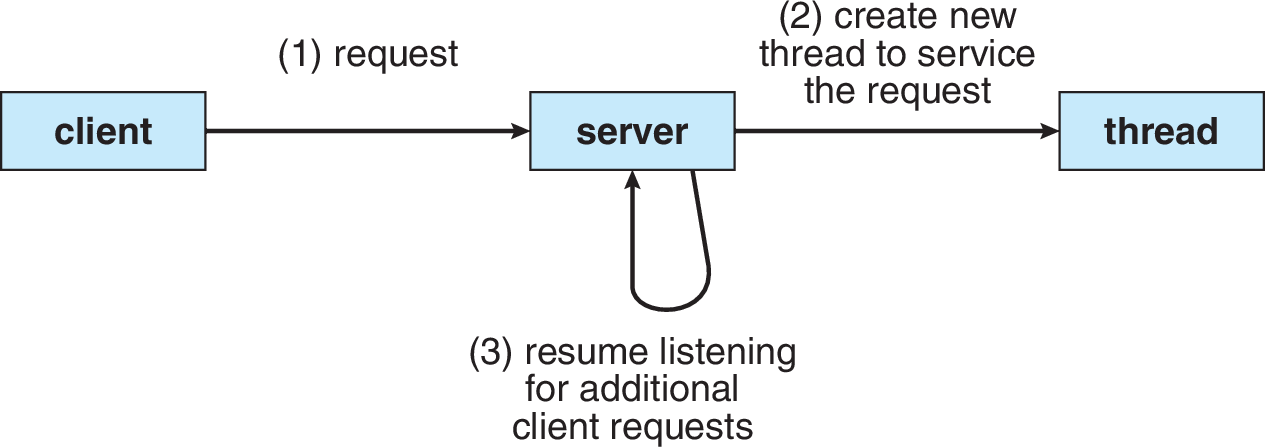 (1) request
(2) create new
thread to service
the request
client
server
thread
(3) resume listening
for additional
client requests